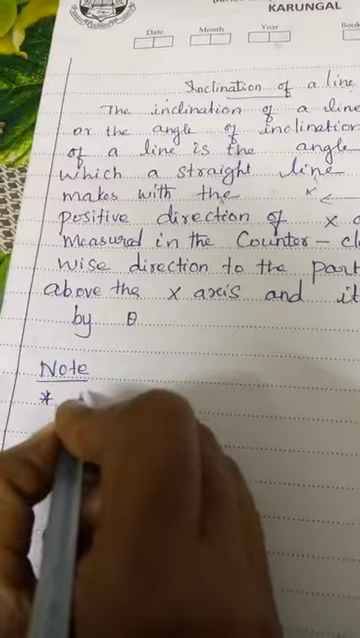 KARUNGAL
Date
Month
Year
Inclination of a line
The inclination of a line
or the angle of inclination
of a line is the angle
which a straight line
makes with the x
positive direction of x
Measured in the Counter - cl
wise direction to the part
above the x axis and it
by θ
Note
*